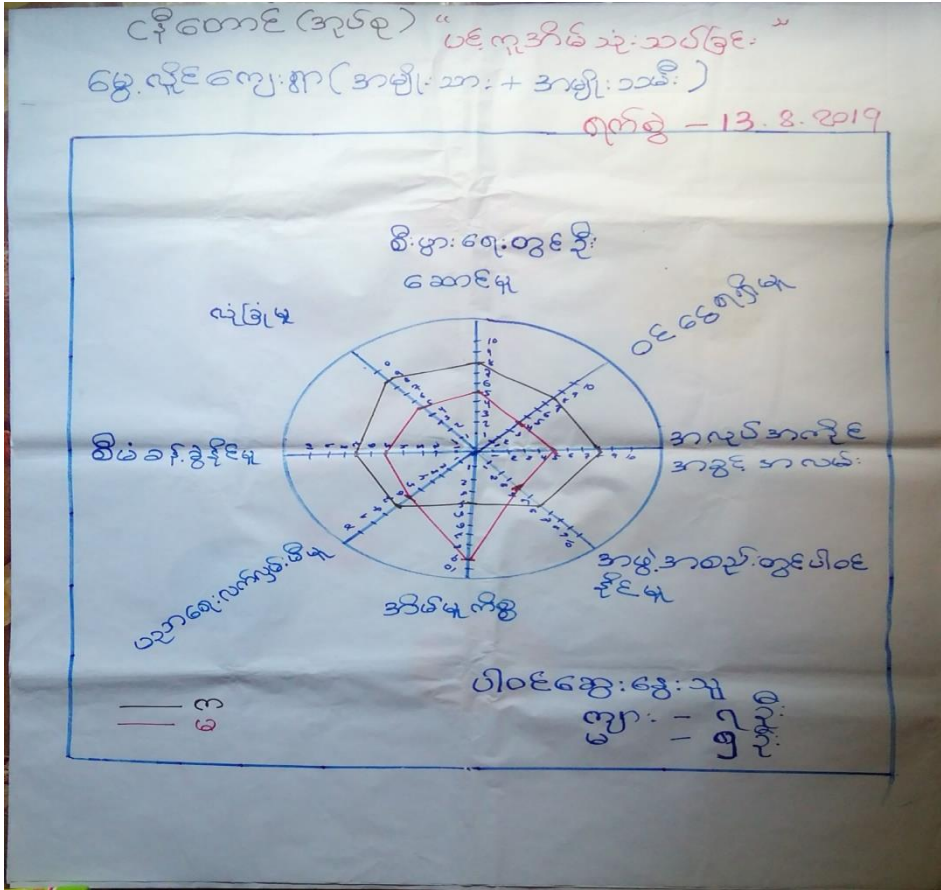 ငနီတောင် (အုပ်စု) “ပင့်ကူအိမ်သုံးသပ်ခြင်း”
မွေ့လှိုင်ကျေးရွာ (အမျိုးသား + အမျိုးသမီး)
ရက်စွဲ - 13.8.2019
စီးပွားရေးတွင်ဦး
ဆောင်မှု
ဝင်ငွေရရှိမှု
လုံခြုံမှု
အလုပ်အကိုင်
အခွင့်အလမ်း
စီမံခန့်ခွဲနိုင်မှု
အဖွဲ့အစည်းတွင်ပါဝင်
နိုင်မှု
ပညာရေးလက်လှမ်းမီမှု
အိမ်မှုကိစ္စ
ပါဝင်ဆွေးနွေးသူ
ကျား - ၇ ဦး
မ - ၅ ဦး
က
မ